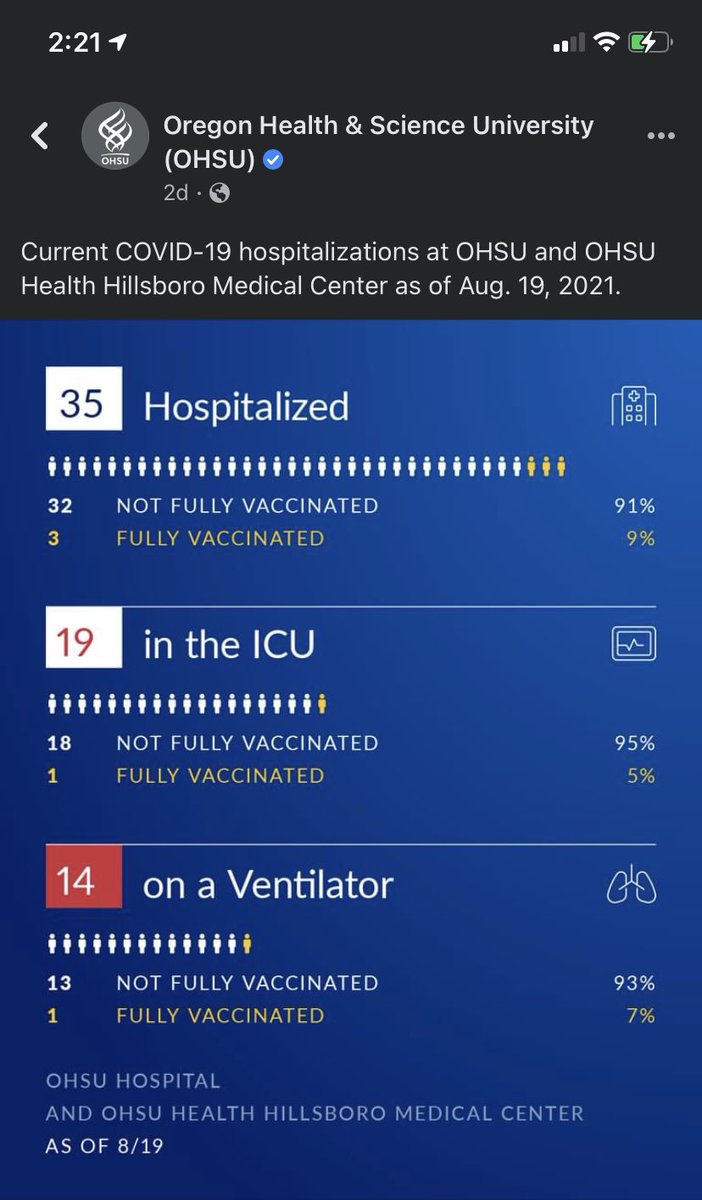 2:21
Oregon Health & Science University
(OHSU)
OHSU
2d ·
Current COVID-19 hospitalizations at OHSU and OHSU
Health Hillsboro Medical Center as of Aug. 19, 2021.
35 Hospitalized
32 NOT FULLY VACCINATED 91%
3 FULLY VACCINATED 9%
19 in the ICU
18 NOT FULLY VACCINATED 95%
1 FULLY VACCINATED 5%
14 on a Ventilator
13 NOT FULLY VACCINATED 93%
1 FULLY VACCINATED 7%
OHSU HOSPITAL
AND OHSU HEALTH HILLSBORO MEDICAL CENTER
AS OF 8/19